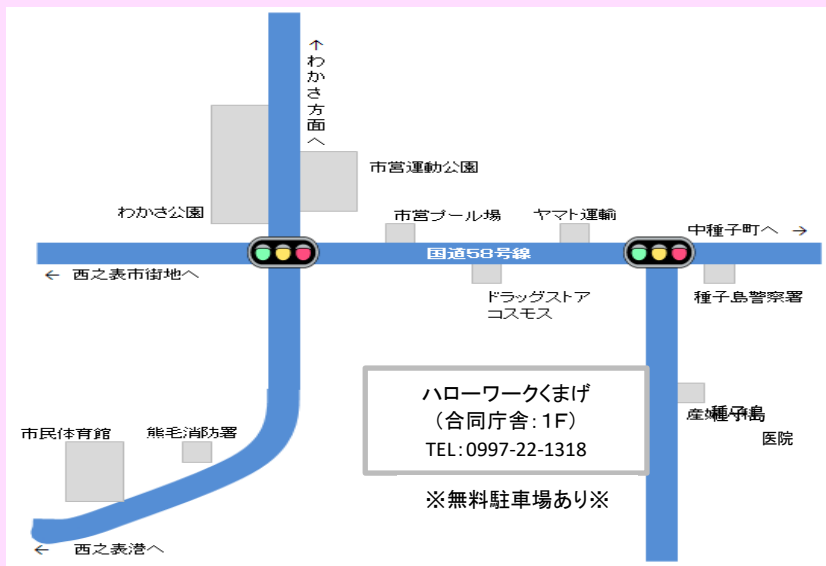 ↑わかさ方面へ
市営運動公園
わかさ公園
市営プール場
ヤマト運輸
中種子町へ →
国道58号線
← 西之表市街地へ
ドラッグストア
コスモス
種子島警察署
ハローワークくまげ
（合同庁舎：１Ｆ）
TEL：0997-22-1318
種子島
医院
市民体育館
熊毛消防署
※無料駐車場あり※
← 西之表港へ